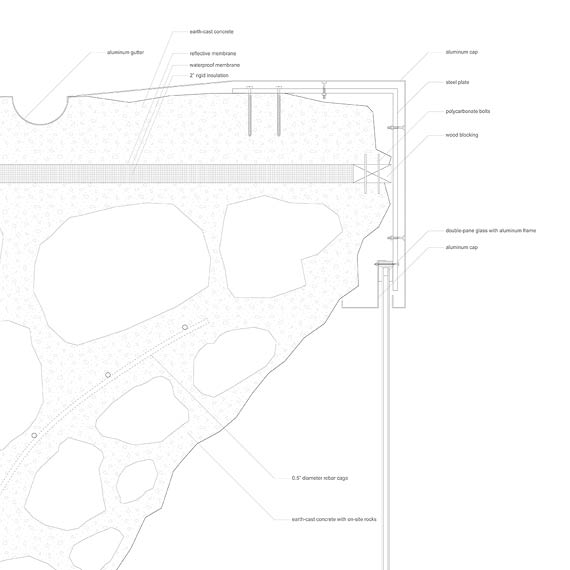 earth-cast concrete
aluminum gutter
reflective membrane
waterproof membrane
2" rigid insulation
aluminum cap
steel plate
polycarbonate bolts
wood blocking
double-pane glass with aluminum frame
aluminum cap
0.5" diameter rebar cage
earth-cast concrete with on-site rocks